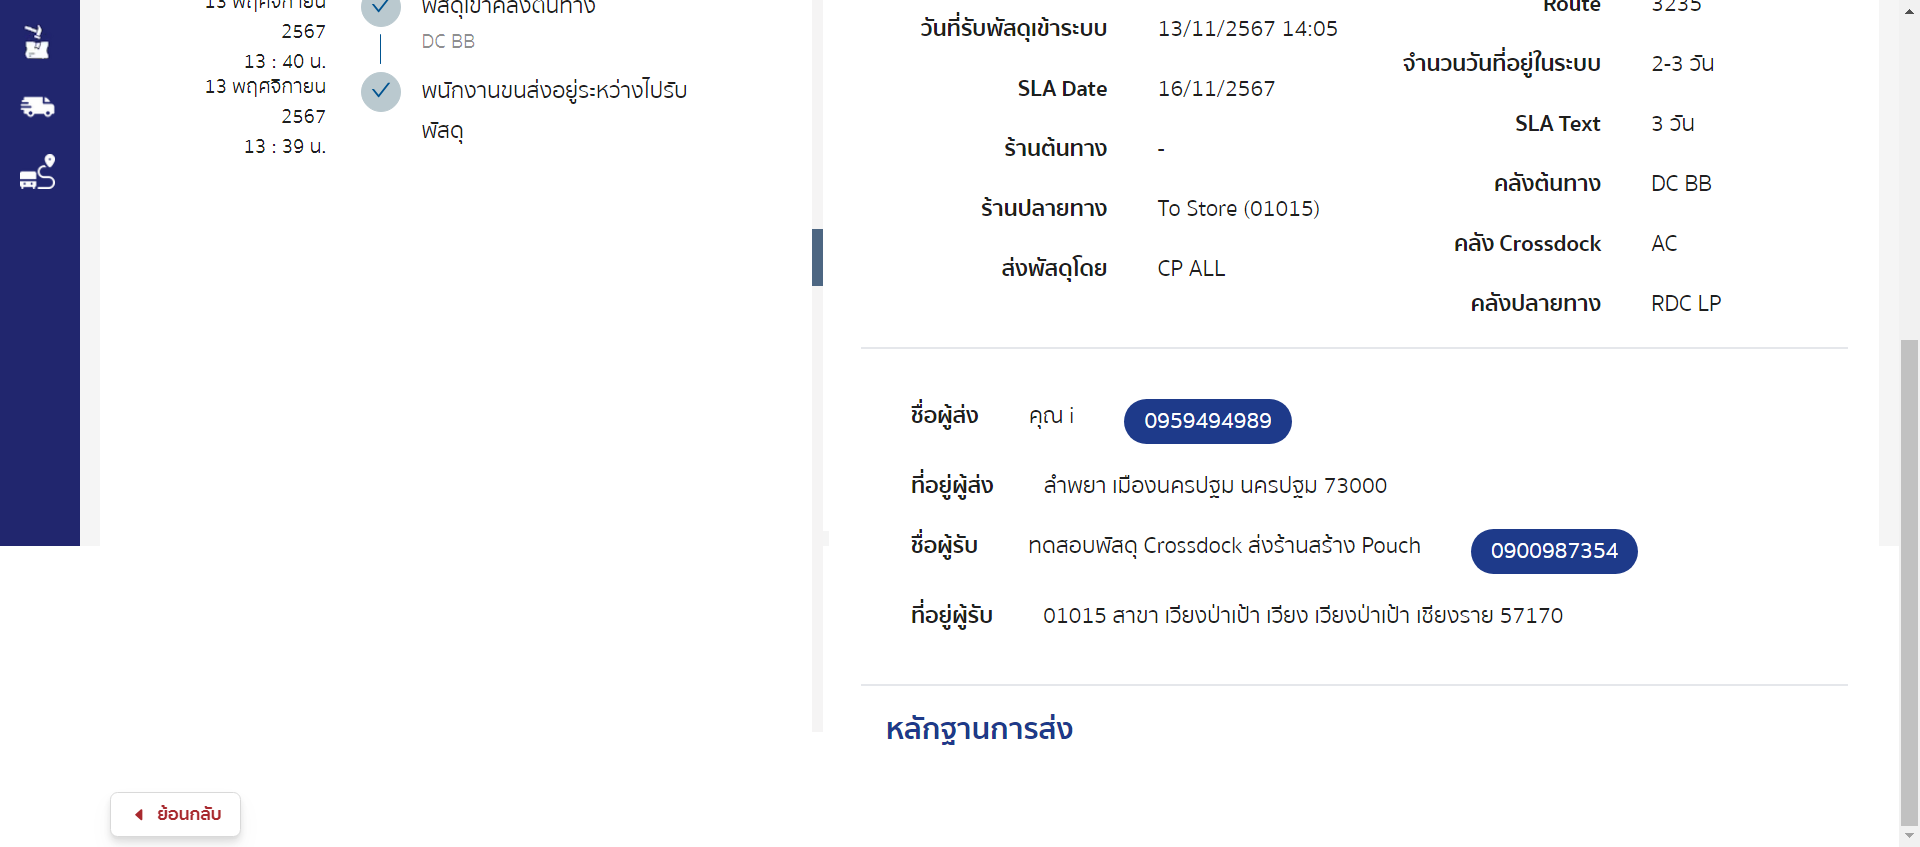 13 พฤศจิกายน
2567
13 : 40 น.
พัสดุเข้าคลังต้นทาง
DC BB
13 พฤศจิกายน
2567
13 : 39 น.
พนักงานขนส่งอยู่ระหว่างไปรับ
พัสดุ
วันที่รับพัสดุเข้าระบบ 13/11/2567 14:05
SLA Date 16/11/2567
ร้านต้นทาง -
ร้านปลายทาง To Store (01015)
ส่งพัสดุโดย CP ALL
Route 3235
จำนวนวันที่อยู่ในระบบ 2-3 วัน
SLA Text 3 วัน
คลังต้นทาง DC BB
คลัง Crossdock AC
คลังปลายทาง RDC LP
ชื่อผู้ส่ง คุณ i 0959494989
ที่อยู่ผู้ส่ง ลำพยา เมืองนครปฐม นครปฐม 73000
ชื่อผู้รับ ทดสอบพัสดุ Crossdock ส่งร้านสร้าง Pouch 0900987354
ที่อยู่ผู้รับ 01015 สาขา เวียงป่าเป้า เวียง เวียงป่าเป้า เชียงราย 57170
หลักฐานการส่ง
ย้อนกลับ